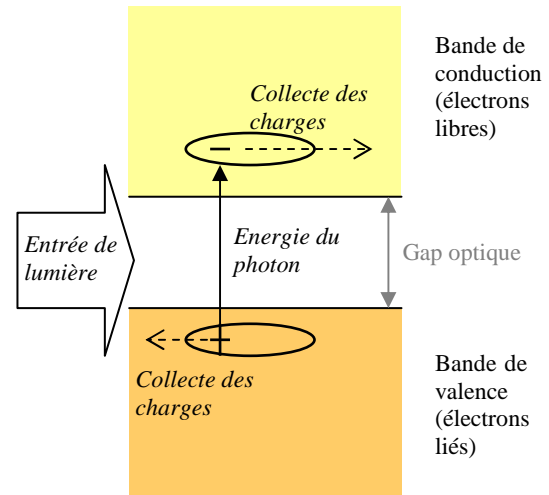 Bande de
conduction
(électrons
libres)
Collecte des
charges
Entrée de
lumière
Energie du
photon
Gap optique
Collecte des
charges
Bande de
valence
(électrons
liés)